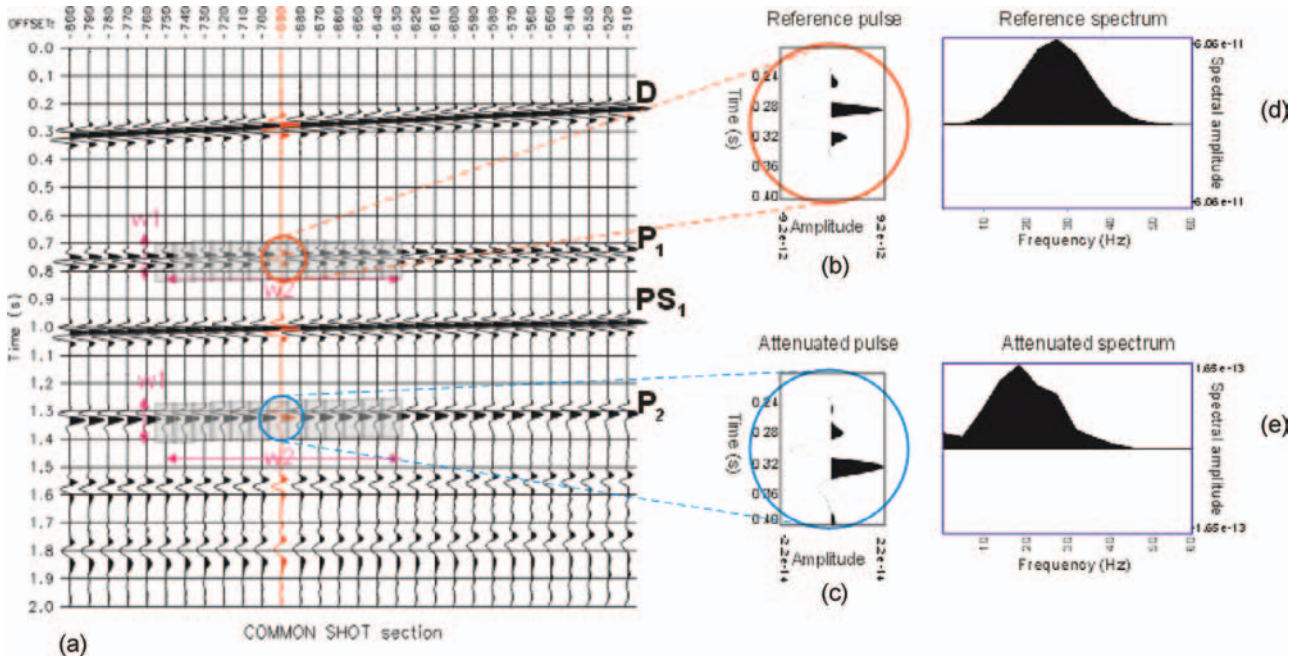 OFFSET:
-800 -790 -780 -770 -760 -750 -740 -730 -720 -710 -700 -690 -680 -670 -660 -650 -640 -630 -620 -610 -600 -590 -580 -570 -560 -550 -540 -530 -520 -510
0.0
0.1
0.2
0.3
0.4
0.5
0.6
0.7
0.8
0.9
1.0
1.1
1.2
1.3
1.4
1.5
1.6
1.7
1.8
1.9
2.0
Time (s)
D
P1
PS1
P2
w1
w2
w1
w2
COMMON SHOT section
(a)
Reference pulse
0.24
0.28
0.32
0.36
0.40
Time (s)
-9.2e-12
9.2e-12
Amplitude
(b)
Attenuated pulse
0.24
0.28
0.32
0.36
0.40
Time (s)
-2.2e-14
2.2e-14
Amplitude
(c)
Reference spectrum
6.06e-11
6.06e-11
Spectral amplitude
10 20 30 40 50 60
Frequency (Hz)
(d)
Attenuated spectrum
1.65e-13
1.65e-13
Spectral amplitude
10 20 30 40 50 60
Frequency (Hz)
(e)